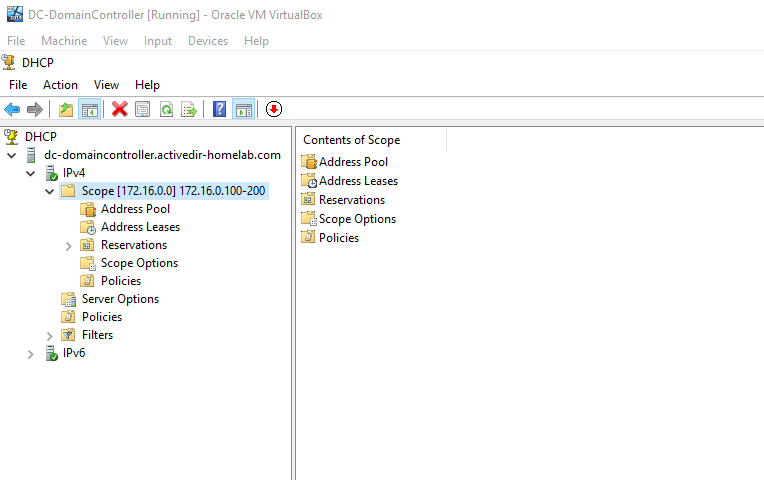 DC-DomainController [Running] - Oracle VM VirtualBox
File Machine View Input Devices Help
DHCP
File Action View Help
DHCP
dc-domaincontroller.activedir-homelab.com
IPv4
Scope [172.16.0.0] 172.16.0.100-200
Address Pool
Address Leases
Reservations
Scope Options
Policies
Server Options
Policies
Filters
IPv6
Contents of Scope
Address Pool
Address Leases
Reservations
Scope Options
Policies